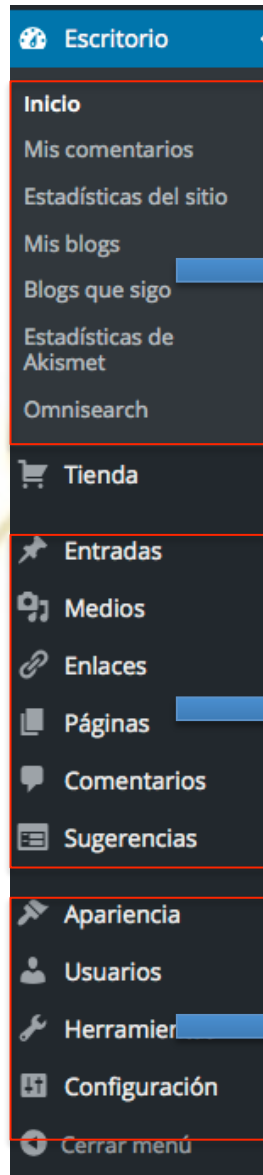 Escritorio
Inicio
Mis comentarios
Estadísticas del sitio
Mis blogs
Blogs que sigo
Estadísticas de
Akismet
Omnisearch
Tienda
Entradas
Medios
Enlaces
Páginas
Comentarios
Sugerencias
Apariencia
Usuarios
Configuración
Cerrar menú